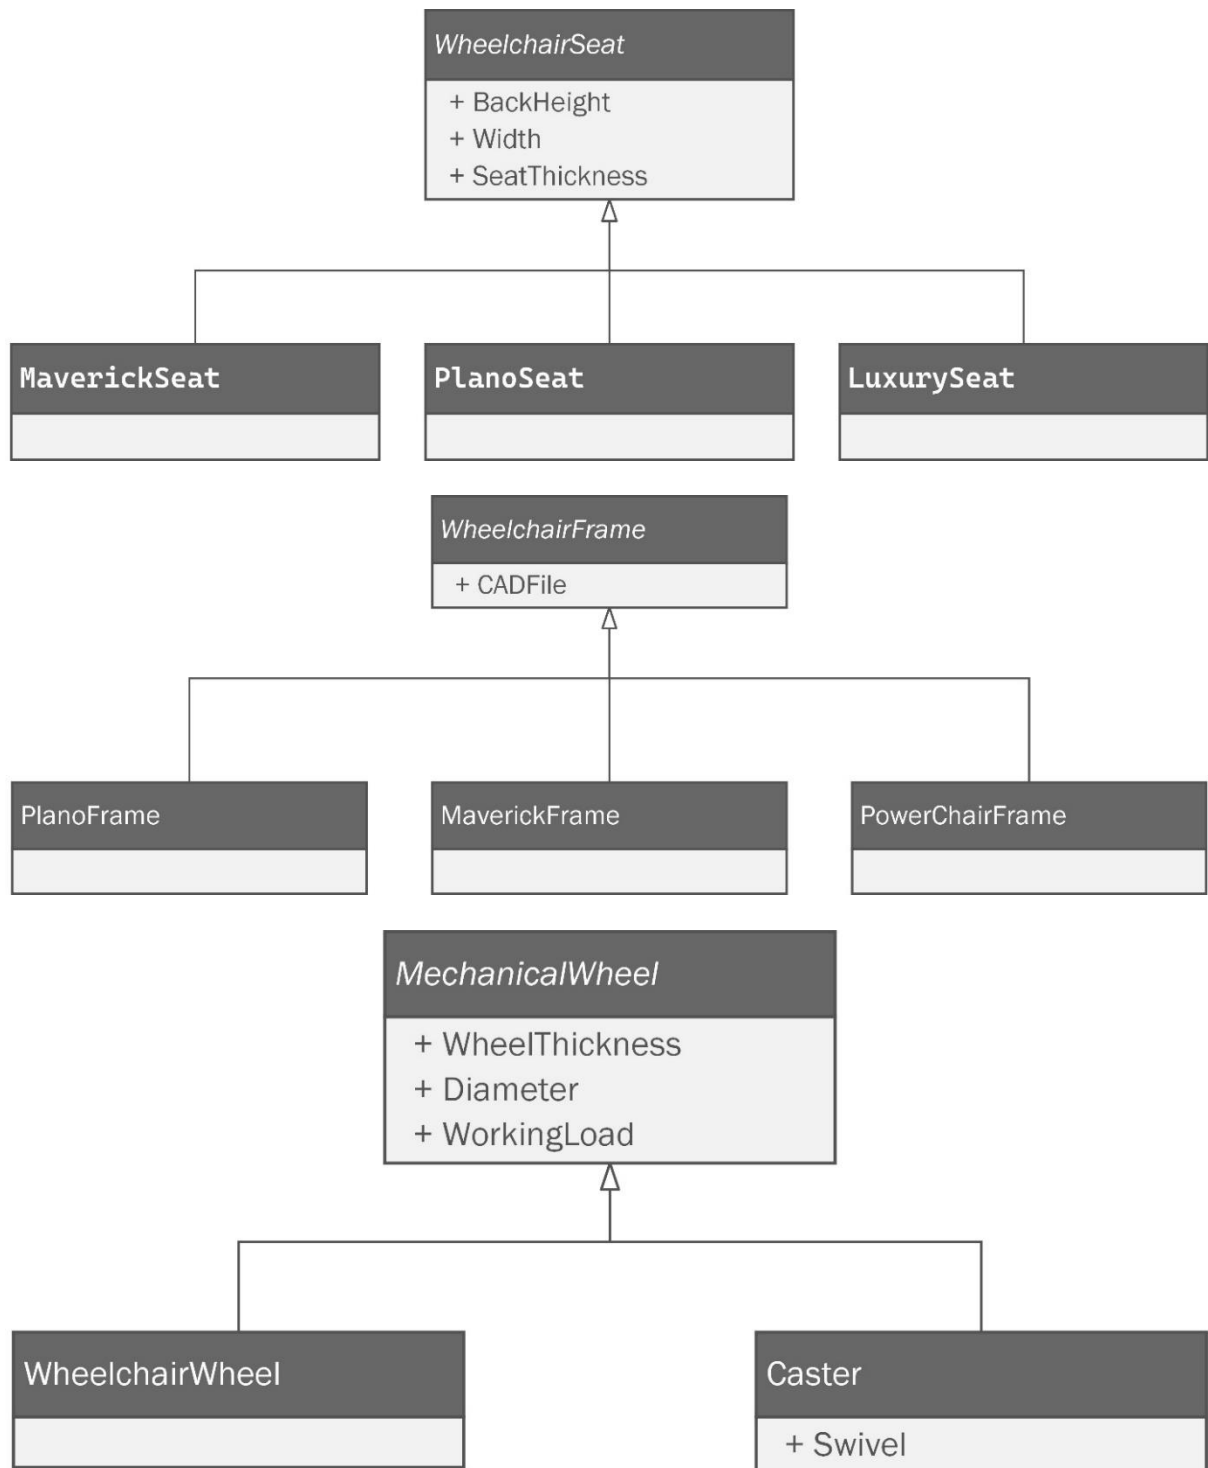 WheelchairSeat
+ BackHeight
+ Width
+ SeatThickness
MaverickSeat
PlanoSeat
LuxurySeat
WheelchairFrame
+ CADFile
PlanoFrame
MaverickFrame
PowerChairFrame
MechanicalWheel
+ WheelThickness
+ Diameter
+ WorkingLoad
WheelchairWheel
Caster
+ Swivel